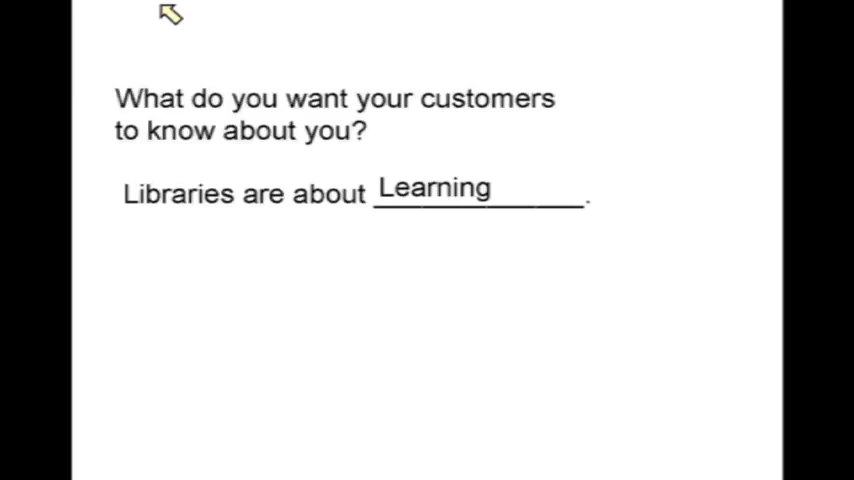 What do you want your customers
to know about you?
Libraries are about Learning.